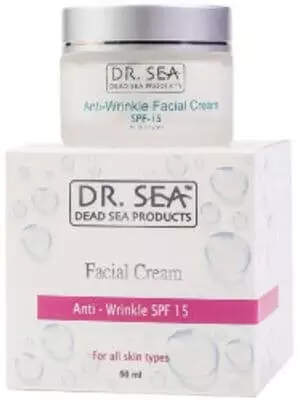 DR. SEA
DEAD SEA PRODUCTS
Anti-Wrinkle Facial Cream
SPF-15
DR. SEA™
DEAD SEA PRODUCTS
Facial Cream
Anti - Wrinkle SPF 15
For all skin types
50 ml